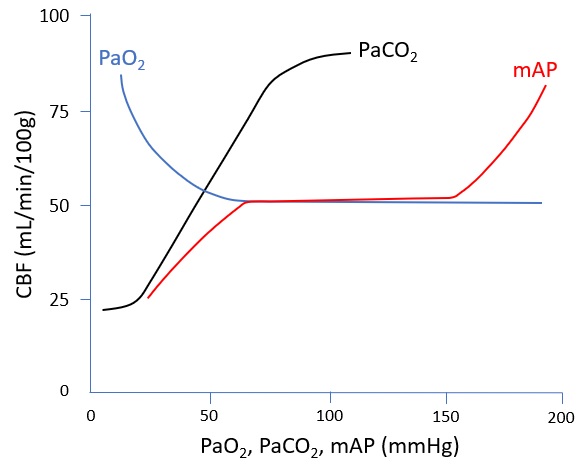 100
PaO₂
PaCO₂
mAP
75
50
25
0
CBF (mL/min/100g)
0 50 100 150 200
PaO₂, PaCO₂, mAP (mmHg)